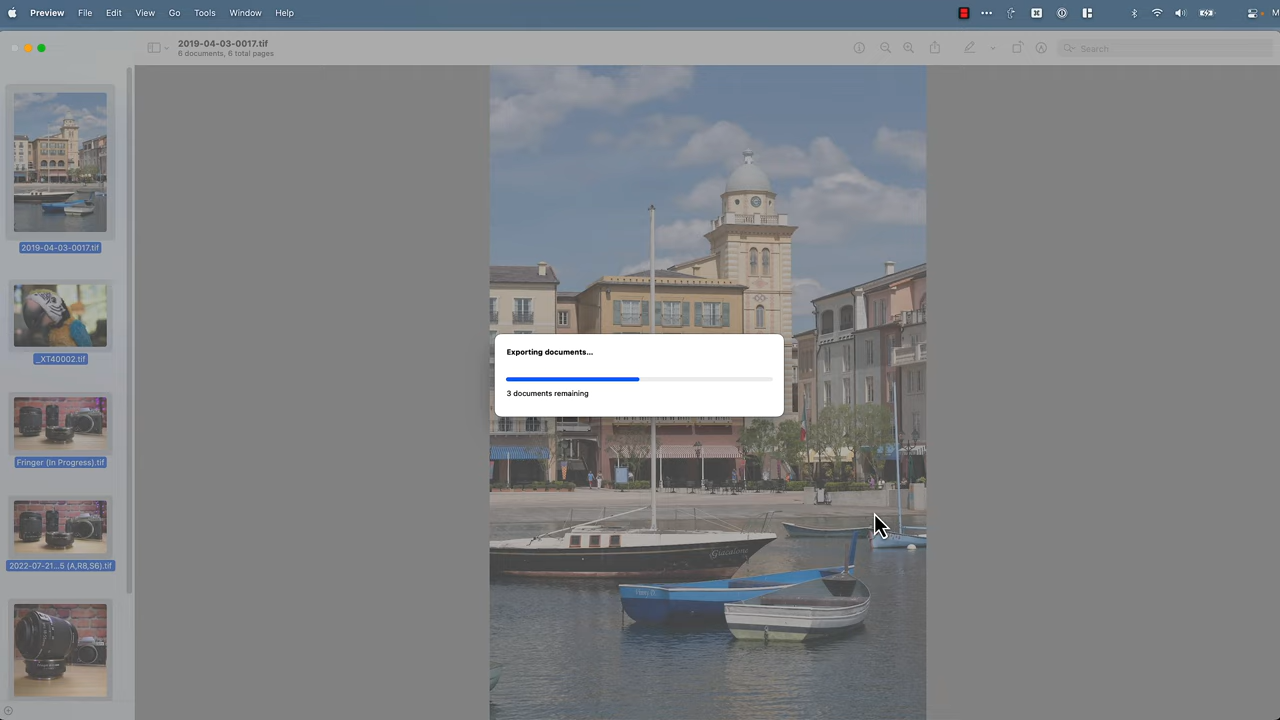 Preview File Edit View Go Tools Window Help M
2019-04-03-0017.tif
6 documents, 6 total pages
Search
2019-04-03-0017.tif
_XT40002.tif
Fringer (In Progress).tif
2022-07-21...5 (A,R8,S6).tif
Exporting documents...
3 documents remaining